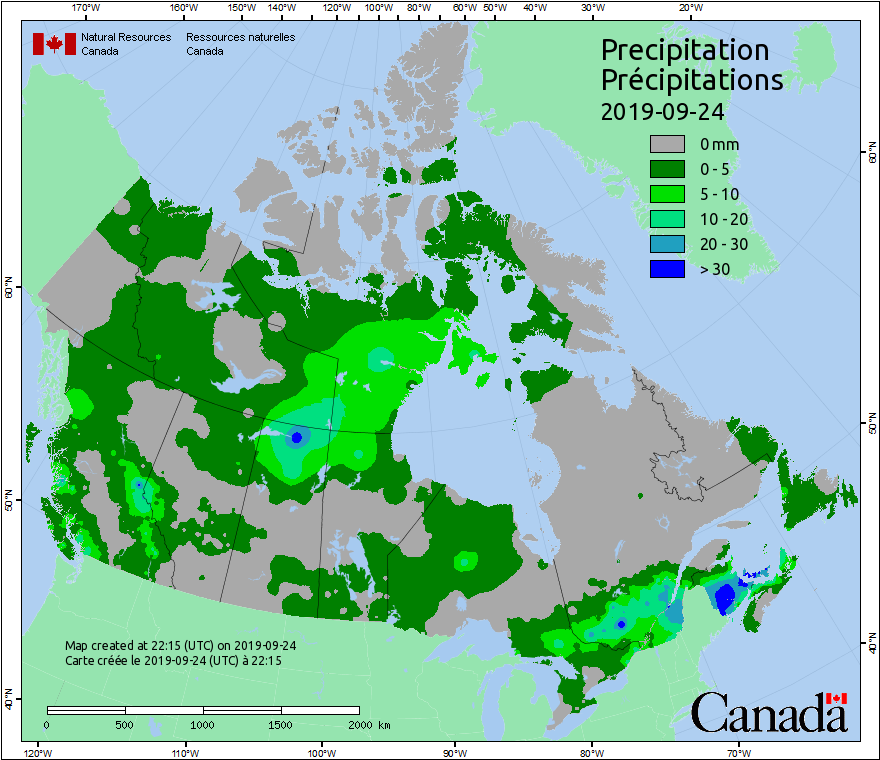 170°W 160°W 150°W 140°W 130°W 120°W 110°W 100°W 90°W 80°W 70°W 60°W 50°W 40°W 30°W 20°W
Natural Resources Canada
Ressources naturelles Canada
Precipitation
Précipitations
2019-09-24
0 mm
0 - 5
5 - 10
10 - 20
20 - 30
> 30
60°N
50°N
40°N
60°N
50°N
40°N
Map created at 22:15 (UTC) on 2019-09-24
Carte créée le 2019-09-24 (UTC) à 22:15
0 500 1000 1500 2000 km
Canada
120°W 110°W 100°W 90°W 80°W 70°W